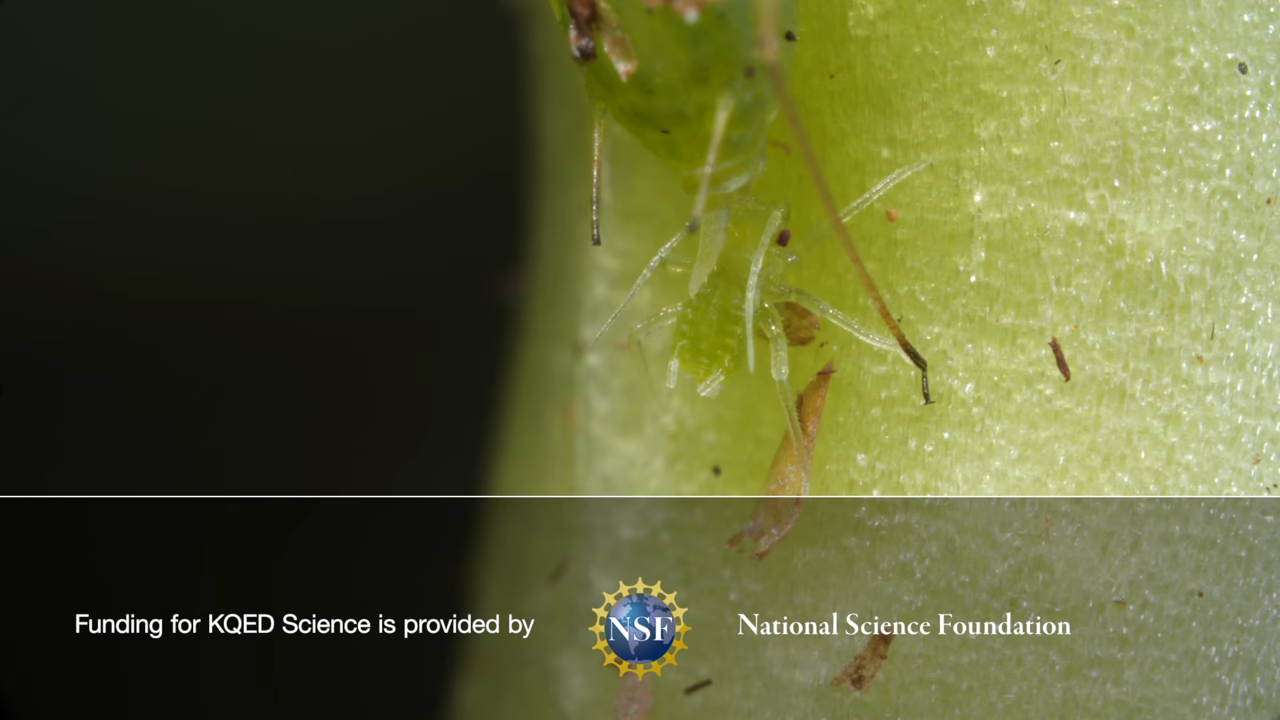 Funding for KQED Science is provided by
NSF
National Science Foundation